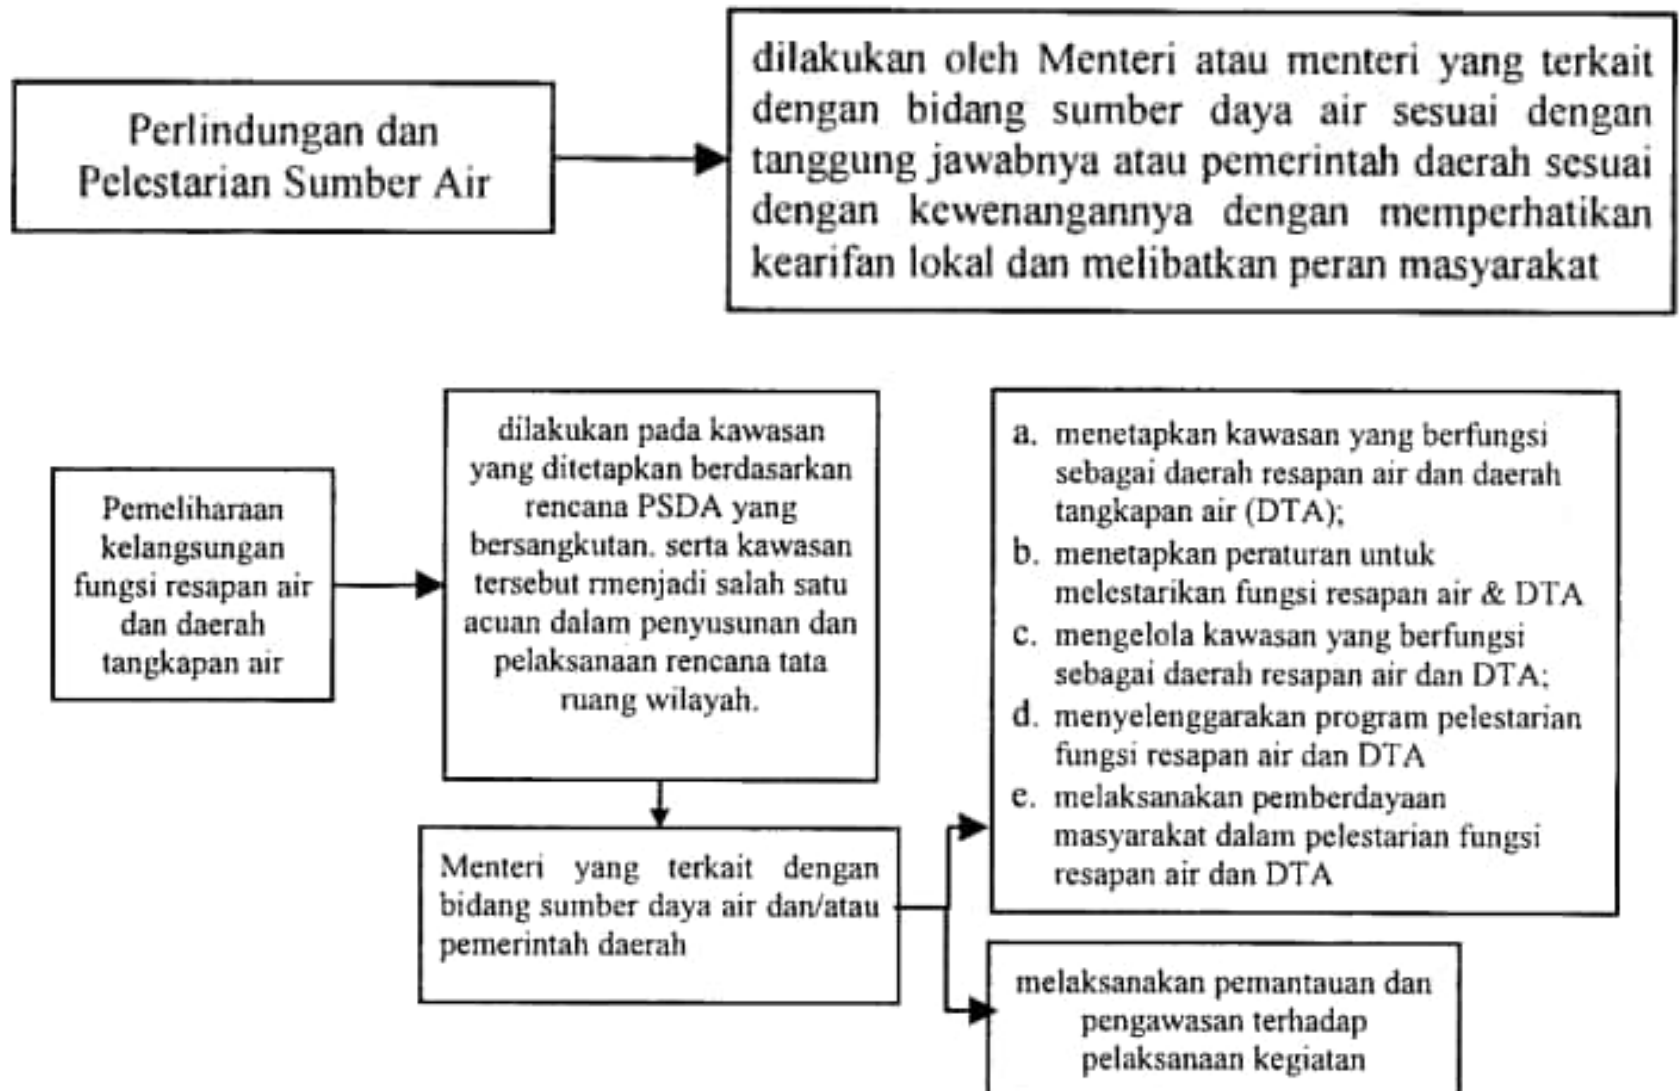 Perlindungan dan
Pelestarian Sumber Air
dilakukan oleh Menteri atau menteri yang terkait
dengan bidang sumber daya air sesuai dengan
tanggung jawabnya atau pemerintah daerah sesuai
dengan kewenangannya dengan memperhatikan
kearifan lokal dan melibatkan peran masyarakat
Pemeliharaan
kelangsungan
fungsi resapan air
dan daerah
tangkapan air
dilakukan pada kawasan
yang ditetapkan berdasarkan
rencana PSDA yang
bersangkutan. serta kawasan
tersebut rmenjadi salah satu
acuan dalam penyusunan dan
pelaksanaan rencana tata
ruang wilayah.
Menteri yang terkait dengan
bidang sumber daya air dan/atau
pemerintah daerah
a. menetapkan kawasan yang berfungsi
sebagai daerah resapan air dan daerah
tangkapan air (DTA);
b. menetapkan peraturan untuk
melestarikan fungsi resapan air & DTA
c. mengelola kawasan yang berfungsi
sebagai daerah resapan air dan DTA;
d. menyelenggarakan program pelestarian
fungsi resapan air dan DTA
e. melaksanakan pemberdayaan
masyarakat dalam pelestarian fungsi
resapan air dan DTA
melaksanakan pemantauan dan
pengawasan terhadap
pelaksanaan kegiatan